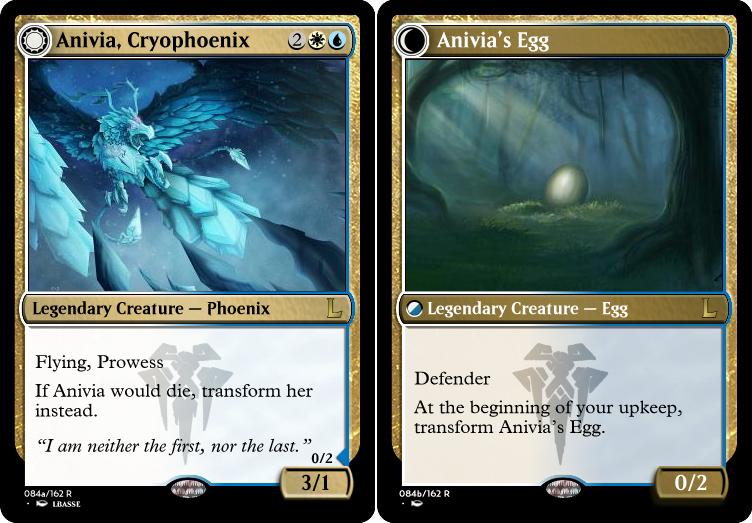 Anivia, Cryophoenix 2
Legendary Creature — Phoenix L
Flying, Prowess
If Anivia would die, transform her
instead.
“I am neither the first, nor the last.”
0/2
3/1
084a/162 R
· LBASSE
Anivia’s Egg
Legendary Creature — Egg L
Defender
At the beginning of your upkeep,
transform Anivia’s Egg.
0/2
084b/162 R
·